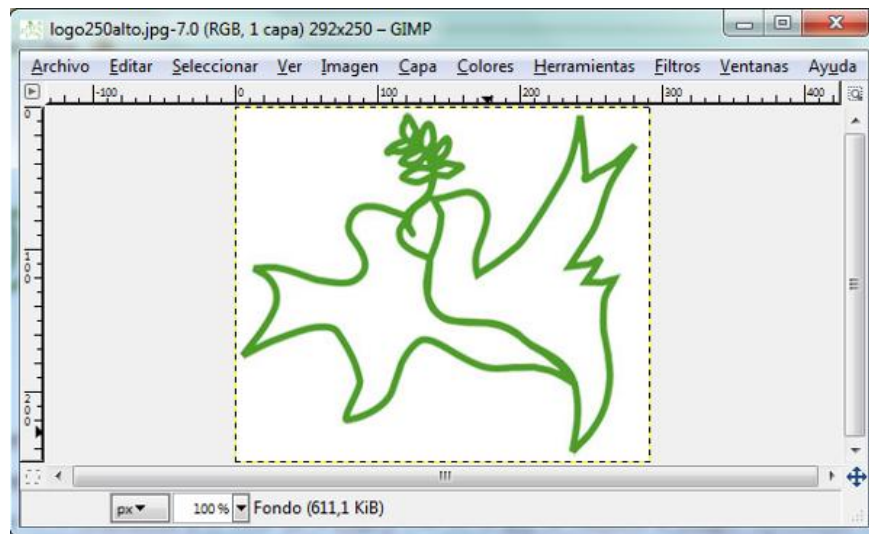 logo250alto.jpg-7.0 (RGB, 1 capa) 292x250 – GIMP
Archivo Editar Seleccionar Ver Imagen Capa Colores Herramientas Filtros Ventanas Ayuda
-100 0 100 200 300 400
0
100
200
px 100 % Fondo (611,1 KiB)